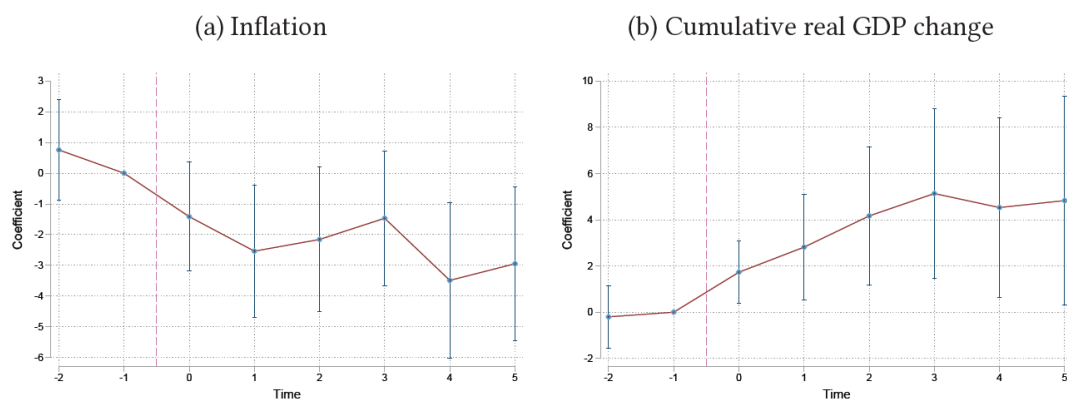 (a) Inflation
(b) Cumulative real GDP change
3
2
1
0
-1
-2
-3
-4
-5
-6
Coefficient
-2 -1 0 1 2 3 4 5
Time
10
8
6
4
2
0
-2
Coefficient
-2 -1 0 1 2 3 4 5
Time